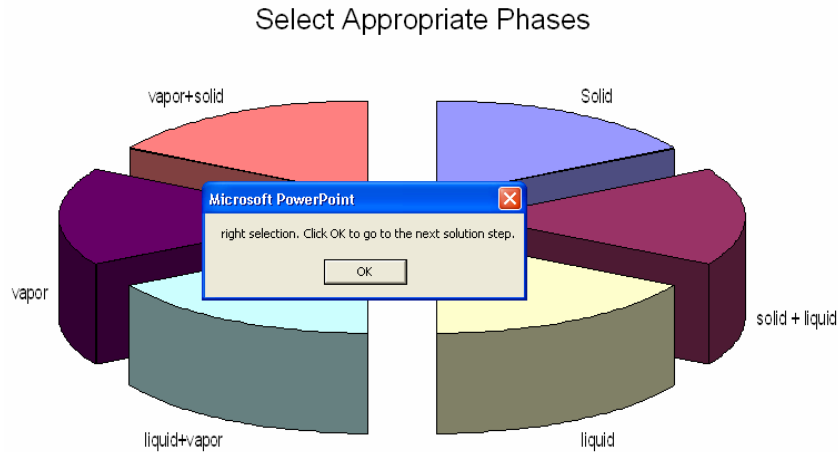 Select Appropriate Phases
vapor+solid
Solid
Microsoft PowerPoint
right selection. Click OK to go to the next solution step.
OK
vapor
solid + liquid
liquid+vapor
liquid